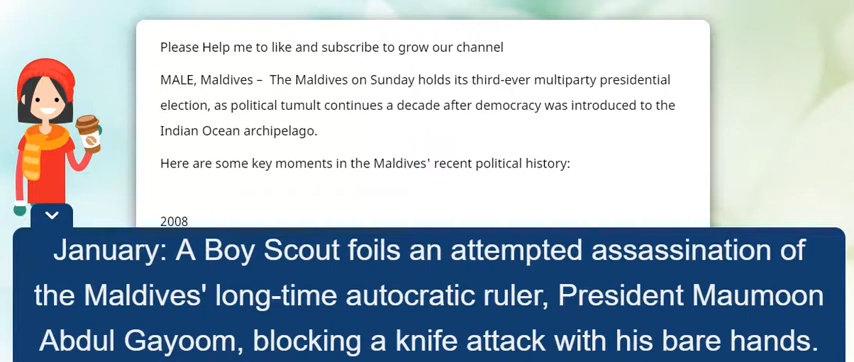 Please Help me to like and subscribe to grow our channel
MALE, Maldives – The Maldives on Sunday holds its third-ever multiparty presidential
election, as political tumult continues a decade after democracy was introduced to the
Indian Ocean archipelago.
Here are some key moments in the Maldives' recent political history:
2008
January: A Boy Scout foils an attempted assassination of
the Maldives' long-time autocratic ruler, President Maumoon
Abdul Gayoom, blocking a knife attack with his bare hands.